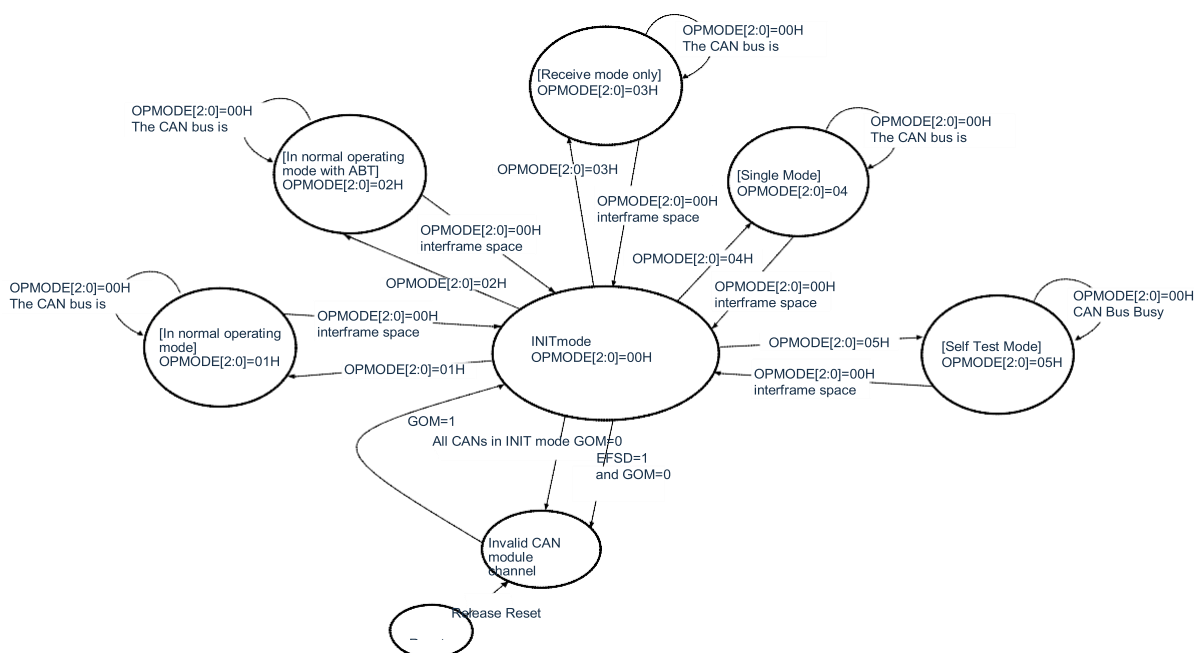 OPMODE[2:0]=00H
The CAN bus is
[Receive mode only]
OPMODE[2:0]=03H
OPMODE[2:0]=00H
The CAN bus is
[In normal operating
mode with ABT]
OPMODE[2:0]=02H
OPMODE[2:0]=00H
The CAN bus is
[Single Mode]
OPMODE[2:0]=04
OPMODE[2:0]=03H
OPMODE[2:0]=00H
interframe space
OPMODE[2:0]=00H
interframe space
OPMODE[2:0]=04H
OPMODE[2:0]=02H
OPMODE[2:0]=00H
interframe space
OPMODE[2:0]=00H
The CAN bus is
[In normal operating
mode]
OPMODE[2:0]=01H
OPMODE[2:0]=00H
interframe space
OPMODE[2:0]=01H
INITmode
OPMODE[2:0]=00H
OPMODE[2:0]=05H
OPMODE[2:0]=00H
interframe space
[Self Test Mode]
OPMODE[2:0]=05H
OPMODE[2:0]=00H
CAN Bus Busy
GOM=1
All CANs in INIT mode GOM=0
EFSD=1
and GOM=0
Invalid CAN
module
channel
Release Reset